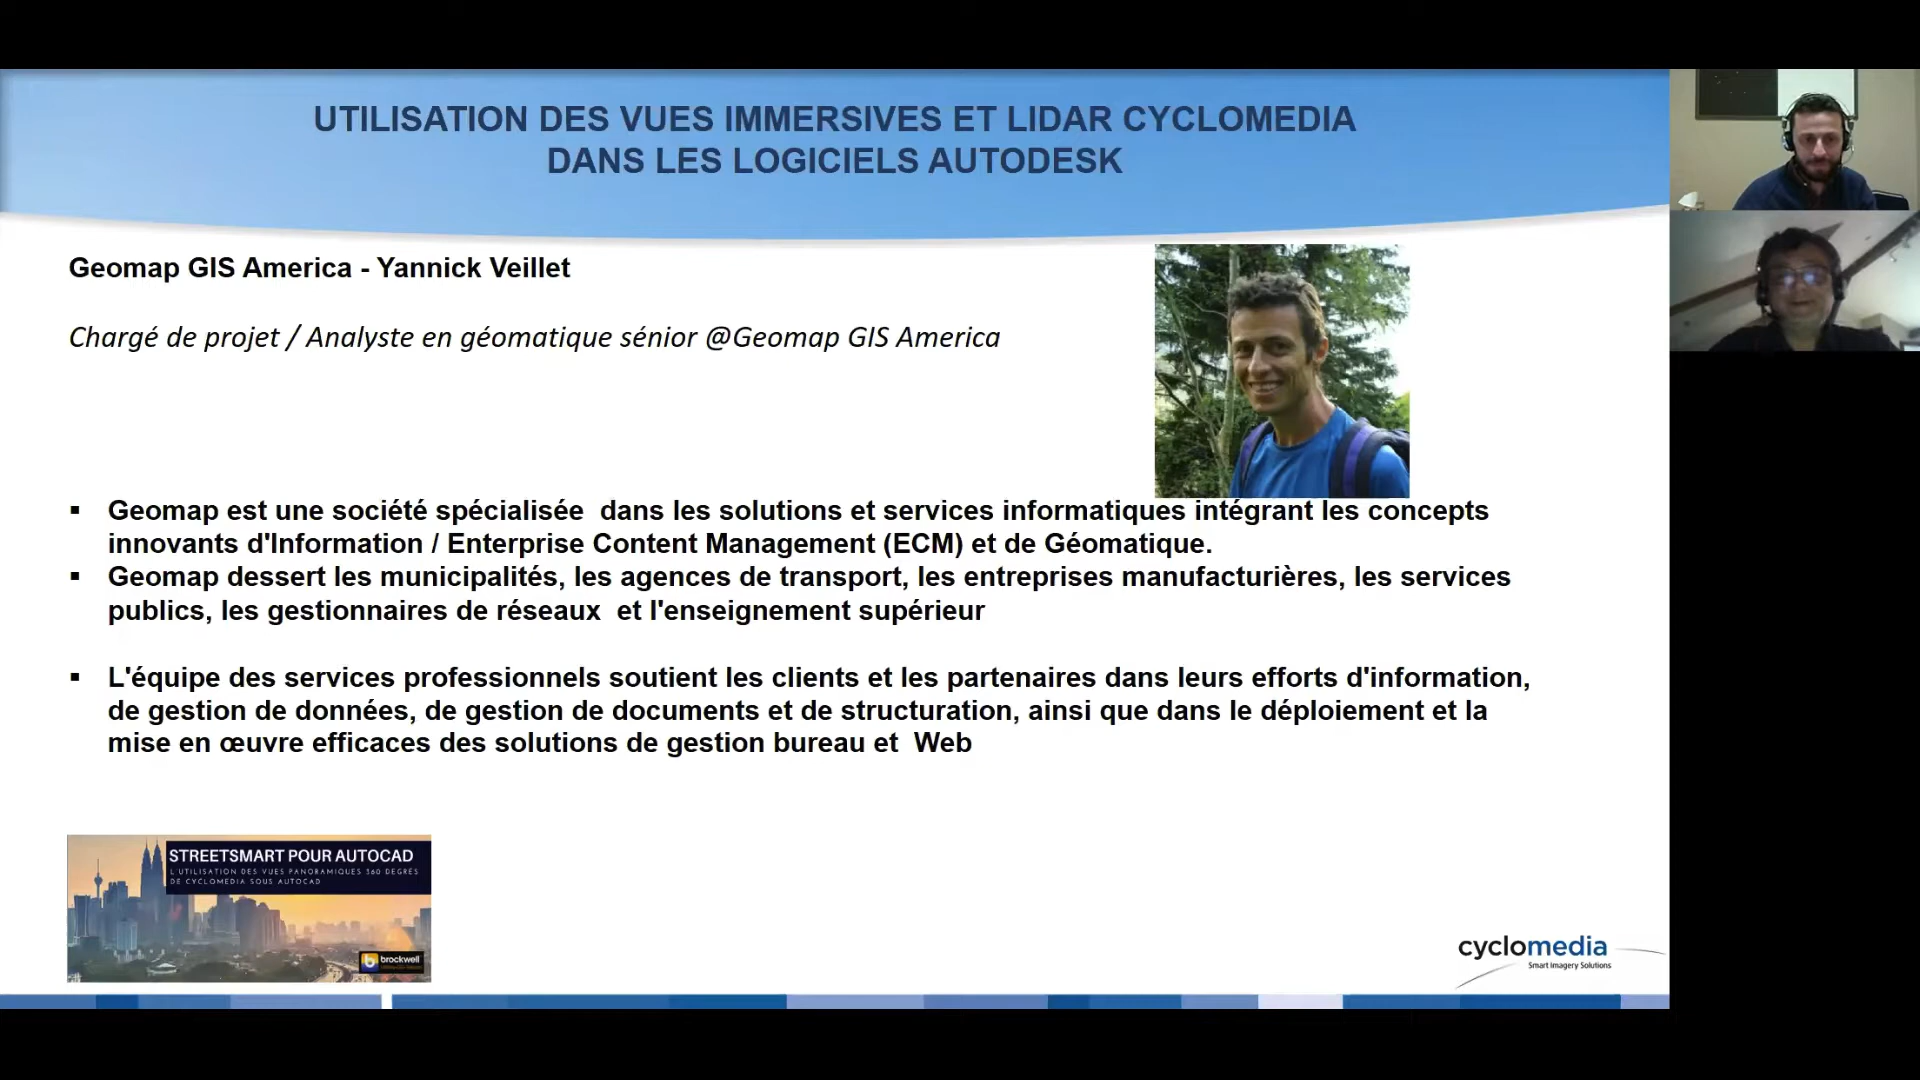 UTILISATION DES VUES IMMERSIVES ET LIDAR CYCLOMEDIA
DANS LES LOGICIELS AUTODESK
Geomap GIS America - Yannick Veillet
Chargé de projet / Analyste en géomatique sénior @Geomap GIS America
▪ Geomap est une société spécialisée  dans les solutions et services informatiques intégrant les concepts
innovants d'Information / Enterprise Content Management (ECM) et de Géomatique.
▪ Geomap dessert les municipalités, les agences de transport, les entreprises manufacturières, les services
publics, les gestionnaires de réseaux  et l'enseignement supérieur
▪ L'équipe des services professionnels soutient les clients et les partenaires dans leurs efforts d'information,
de gestion de données, de gestion de documents et de structuration, ainsi que dans le déploiement et la
mise en œuvre efficaces des solutions de gestion bureau et  Web
STREETSMART POUR AUTOCAD
L'UTILISATION DES VUES PANORAMIQUES 360 DEGRÉS
DE CYCLOMEDIA SOUS AUTOCAD
brockwell
cyclomedia
Smart Imagery Solutions